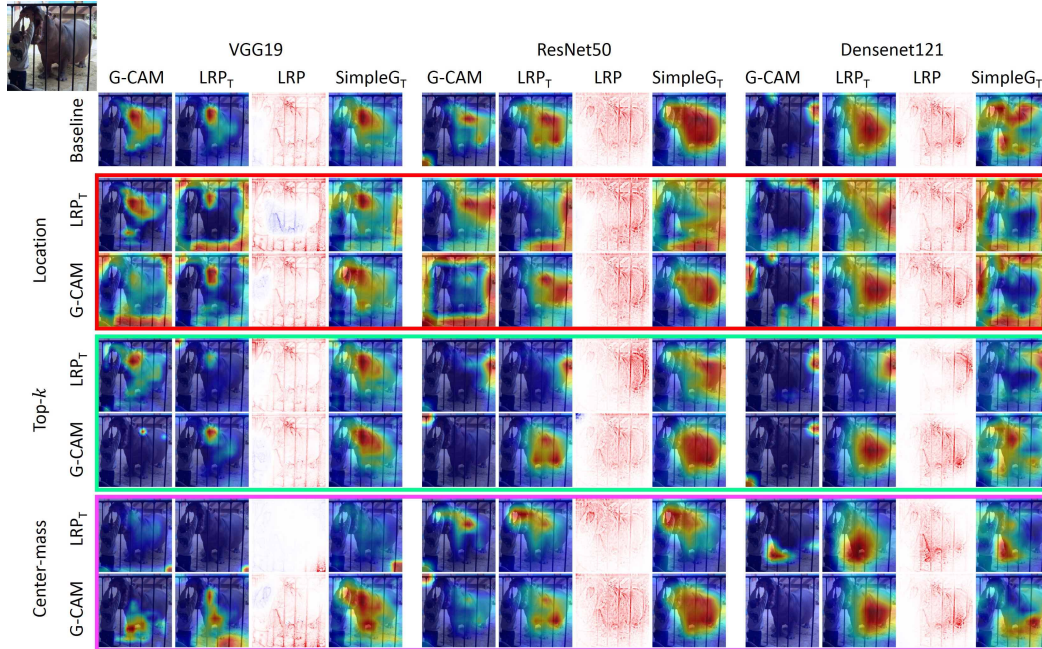 VGG19 ResNet50 Densenet121
G-CAM LRP_T LRP SimpleG_T G-CAM LRP_T LRP SimpleG_T G-CAM LRP_T LRP SimpleG_T
Baseline
Location
LRP_T
G-CAM
Top-k
LRP_T
G-CAM
Center-mass
LRP_T
G-CAM